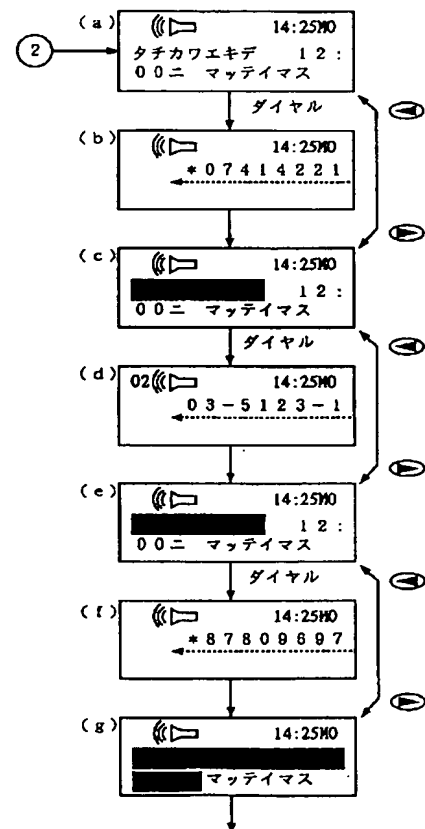 (a) 14:25MO
2 タチカワエキデ 12:
00ニ マッテイマス
ダイヤル
(b) 14:25MO
*07414221
(c) 14:25MO
12:
00ニ マッテイマス
ダイヤル
(d) 02 14:25MO
03-5123-1
(e) 14:25MO
12:
00ニ マッテイマス
ダイヤル
(f) 14:25MO
*87809697
(g) 14:25MO
マッテイマス